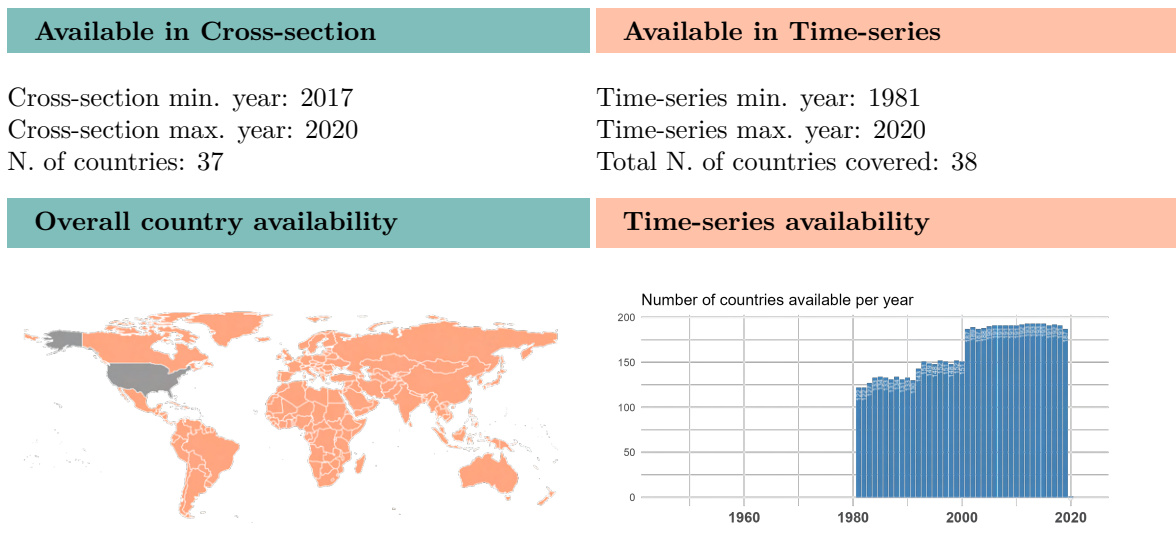 Available in Cross-section
Available in Time-series
Cross-section min. year: 2017
Cross-section max. year: 2020
N. of countries: 37
Time-series min. year: 1981
Time-series max. year: 2020
Total N. of countries covered: 38
Overall country availability
Time-series availability
Number of countries available per year
200
150
100
50
0
1960
1980
2000
2020